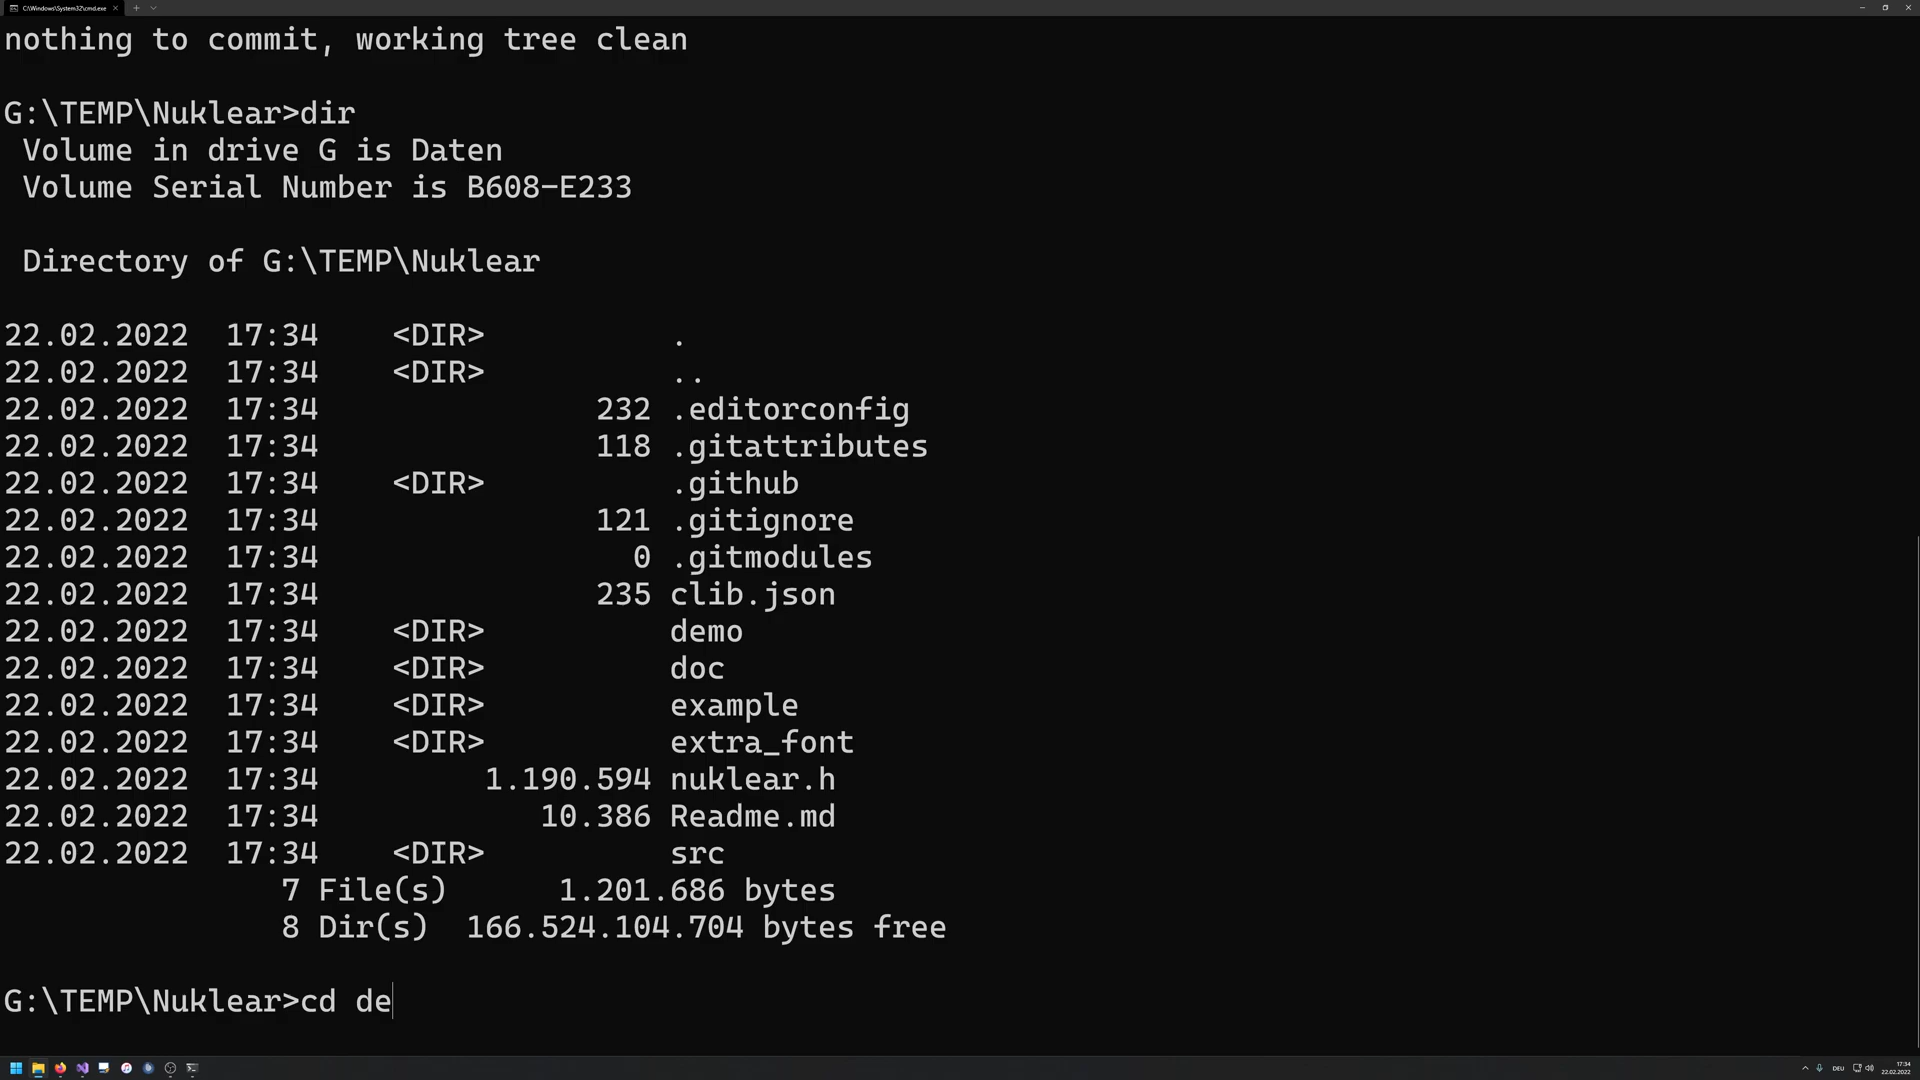 C:\Windows\System32\cmd.exe
nothing to commit, working tree clean
G:\TEMP\Nuklear>dir
Volume in drive G is Daten
Volume Serial Number is B608-E233
Directory of G:\TEMP\Nuklear
22.02.2022  17:34    <DIR>          .
22.02.2022  17:34    <DIR>          ..
22.02.2022  17:34               232 .editorconfig
22.02.2022  17:34               118 .gitattributes
22.02.2022  17:34    <DIR>          .github
22.02.2022  17:34               121 .gitignore
22.02.2022  17:34                 0 .gitmodules
22.02.2022  17:34               235 clib.json
22.02.2022  17:34    <DIR>          demo
22.02.2022  17:34    <DIR>          doc
22.02.2022  17:34    <DIR>          example
22.02.2022  17:34    <DIR>          extra_font
22.02.2022  17:34         1.190.594 nuklear.h
22.02.2022  17:34            10.386 Readme.md
22.02.2022  17:34    <DIR>          src
7 File(s)      1.201.686 bytes
8 Dir(s)  166.524.104.704 bytes free
G:\TEMP\Nuklear>cd de
DEU
17:34
22.02.2022